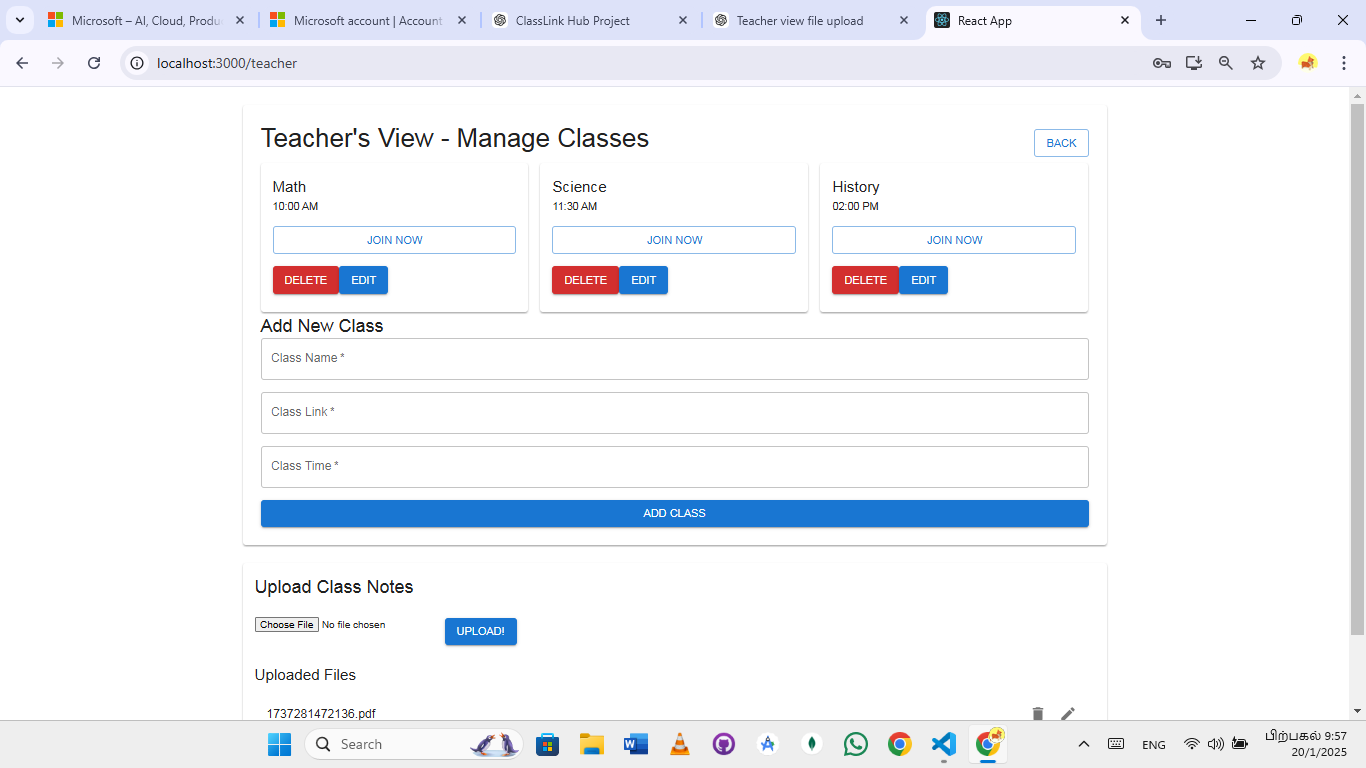 Microsoft – AI, Cloud, Produ
Microsoft account | Account
ClassLink Hub Project
Teacher view file upload
React App
localhost:3000/teacher
Teacher's View - Manage Classes
BACK
Math
10:00 AM
JOIN NOW
DELETE EDIT
Science
11:30 AM
JOIN NOW
DELETE EDIT
History
02:00 PM
JOIN NOW
DELETE EDIT
Add New Class
Class Name *
Class Link *
Class Time *
ADD CLASS
Upload Class Notes
Choose File No file chosen
UPLOAD!
Uploaded Files
1737281472136.pdf
Search
ENG
பிற்பகல் 9:57
20/1/2025